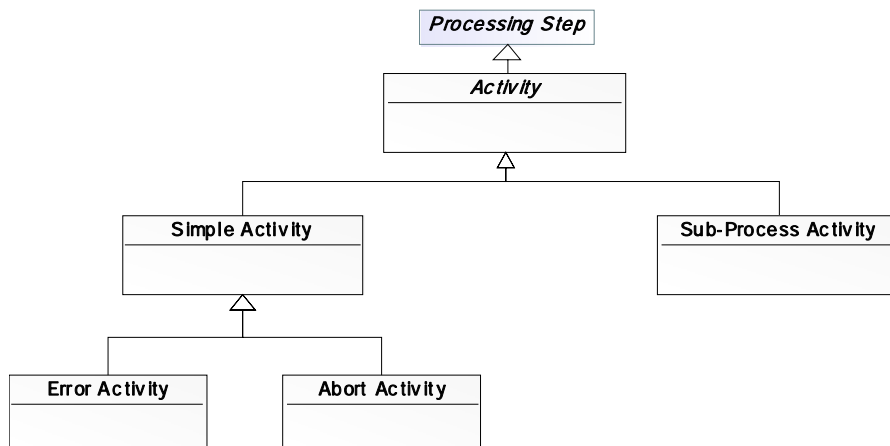 Processing Step
Activity
Simple Activity
Sub-Process Activity
Error Activity
Abort Activity